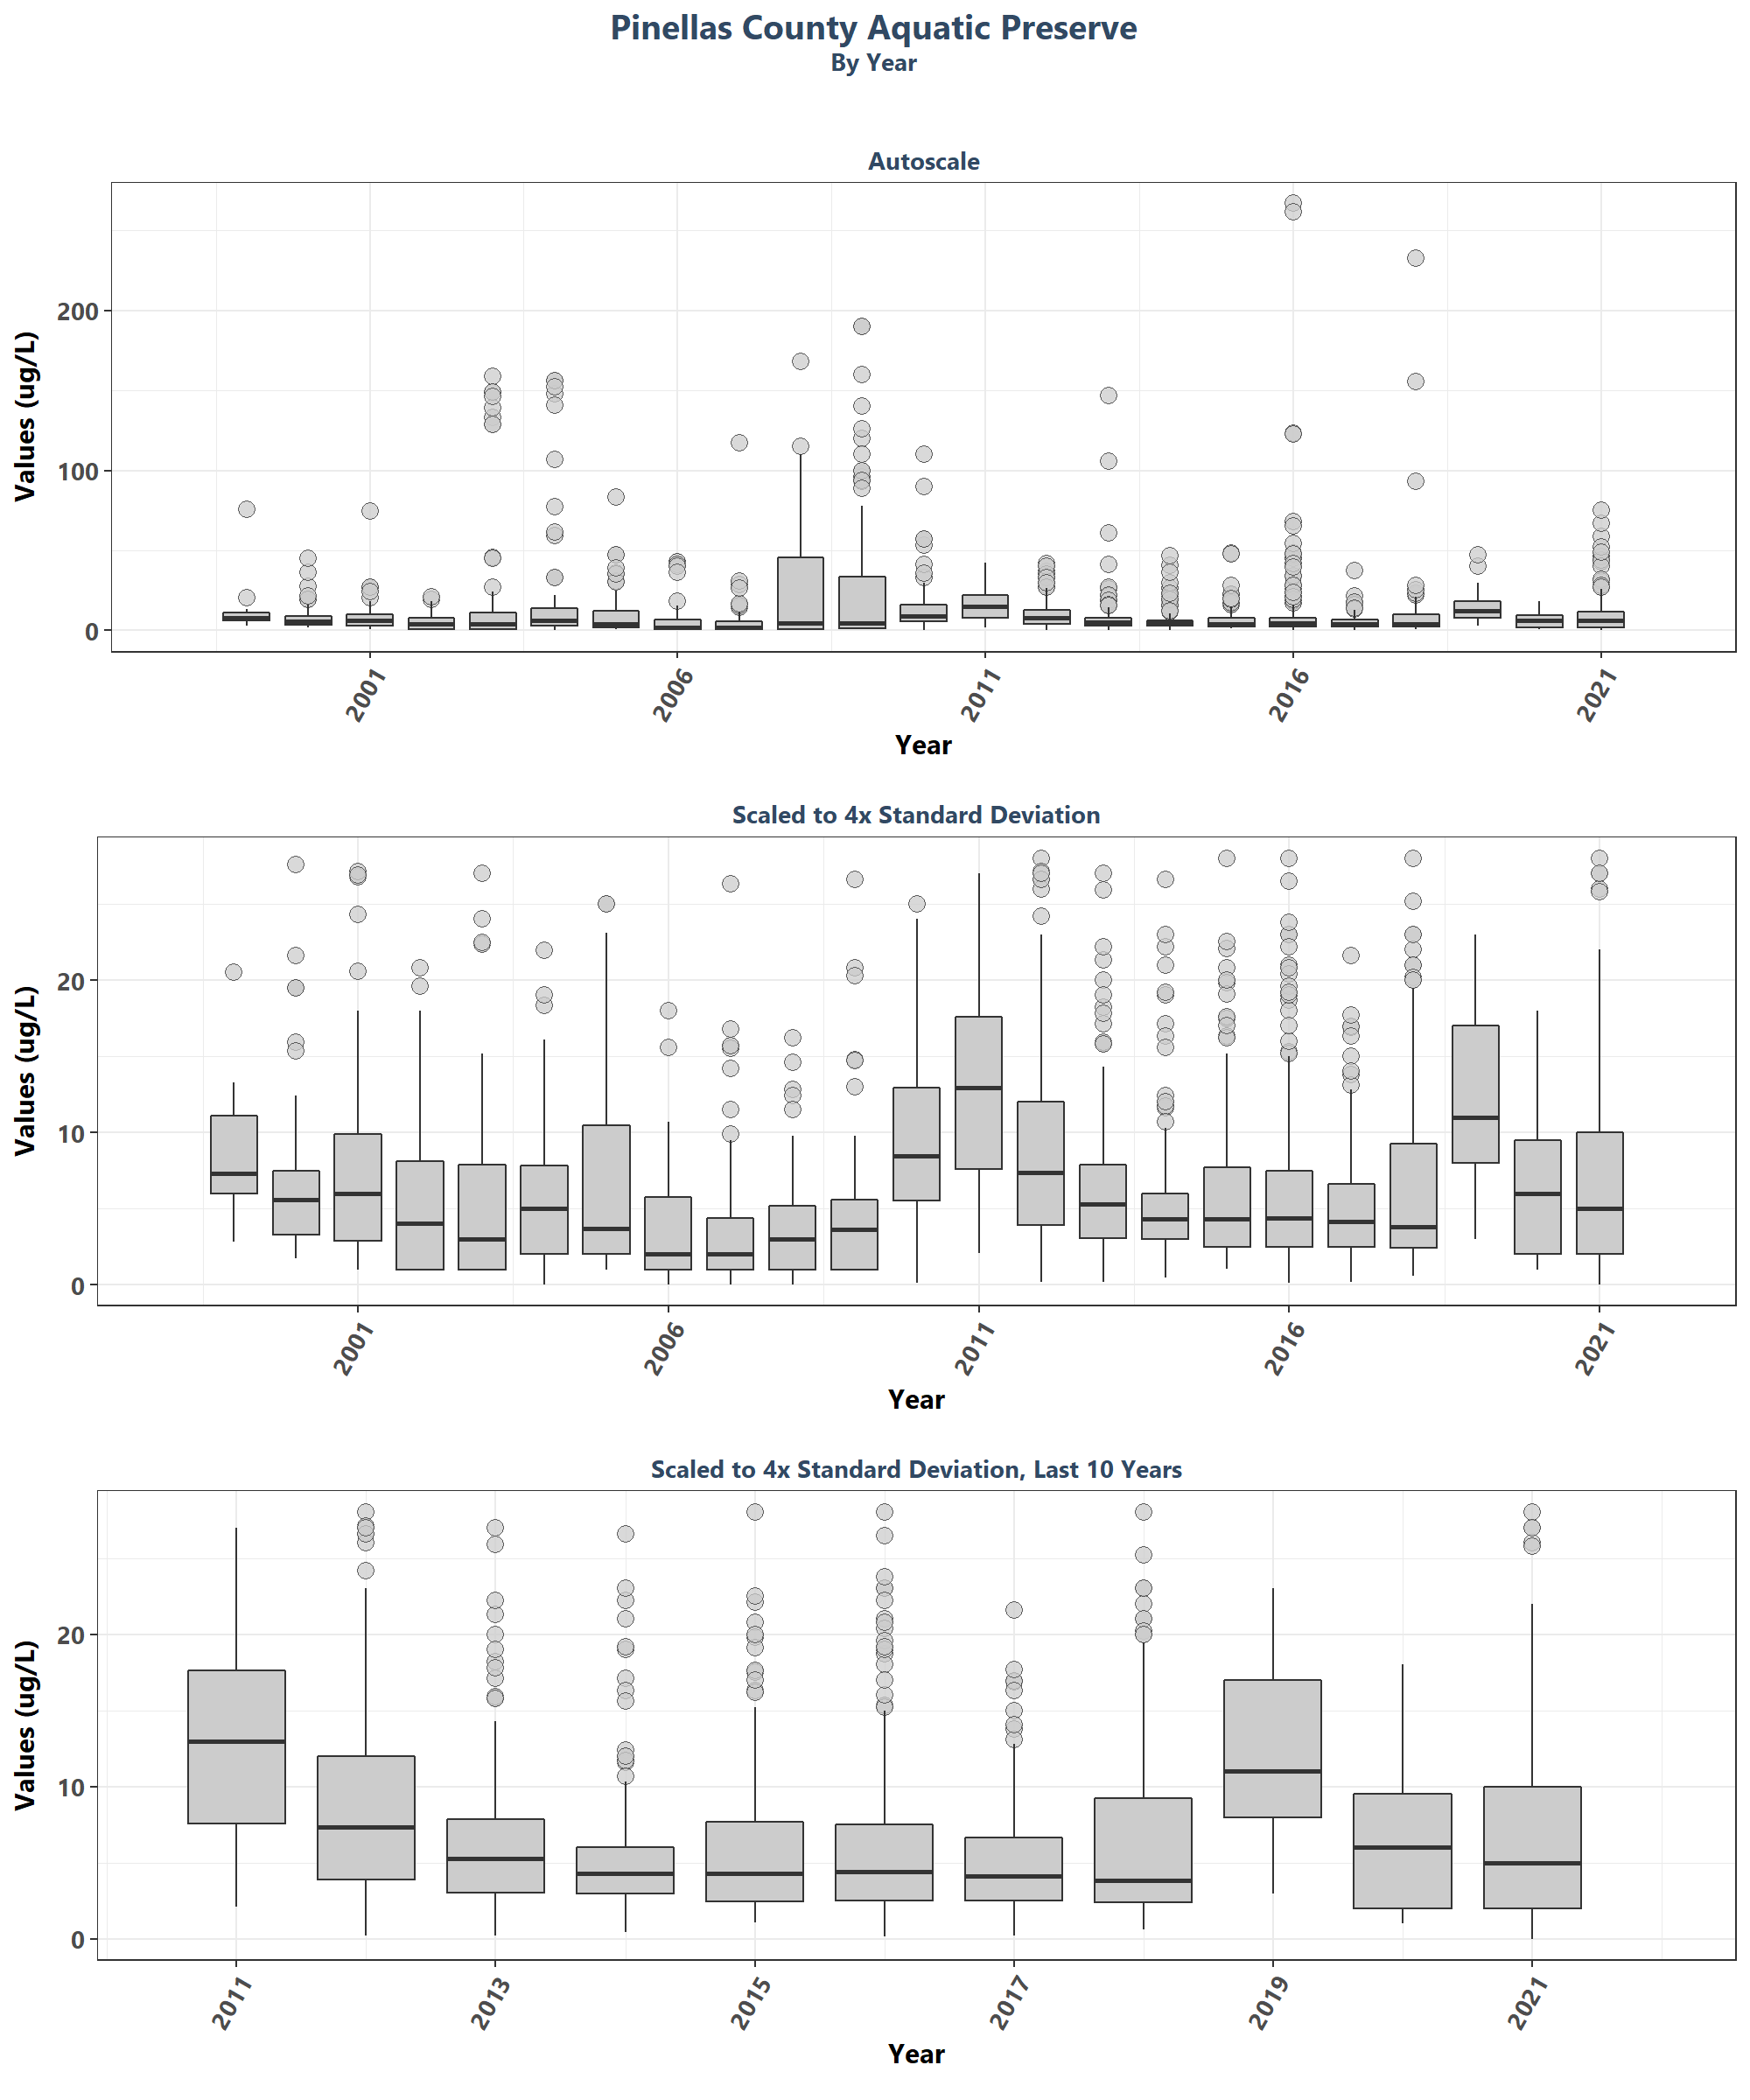 Pinellas County Aquatic Preserve
By Year
Autoscale
Values (ug/L)
200
100
0
2001
2006
2011
2016
2021
Year
Scaled to 4x Standard Deviation
Values (ug/L)
20
10
0
2001
2006
2011
2016
2021
Year
Scaled to 4x Standard Deviation, Last 10 Years
Values (ug/L)
20
10
0
2011
2013
2015
2017
2019
2021
Year